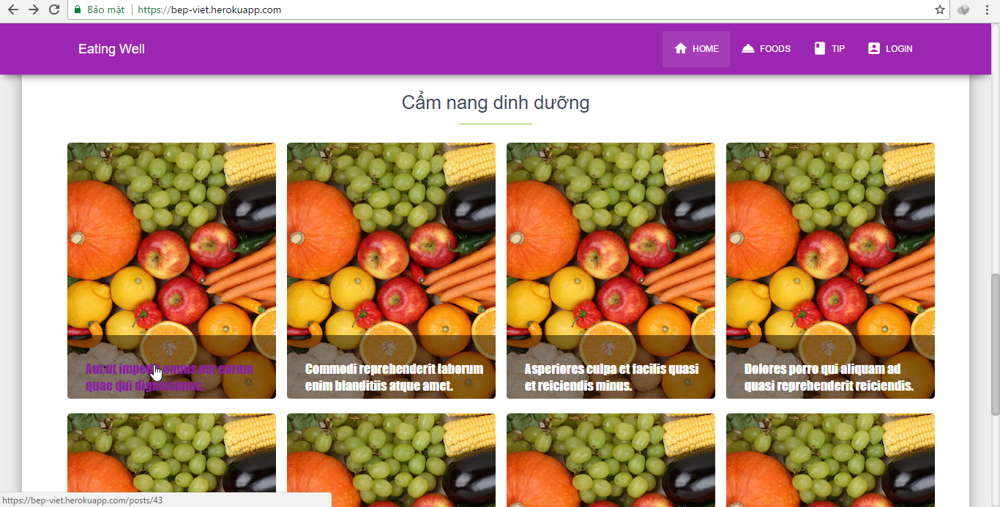 Bảo mật
https://bep-viet.herokuapp.com
Eating Well
HOME
FOODS
TIP
LOGIN
Cẩm nang dinh dưỡng
Aut ut impedit omnis est earum
quae qui dignissimos.
Commodi reprehenderit laborum
enim blanditiis atque amet.
Asperiores culpa et facilis quasi
et reiciendis minus.
Dolores porro qui aliquam ad
quasi reprehenderit reiciendis.
https://bep-viet.herokuapp.com/posts/43